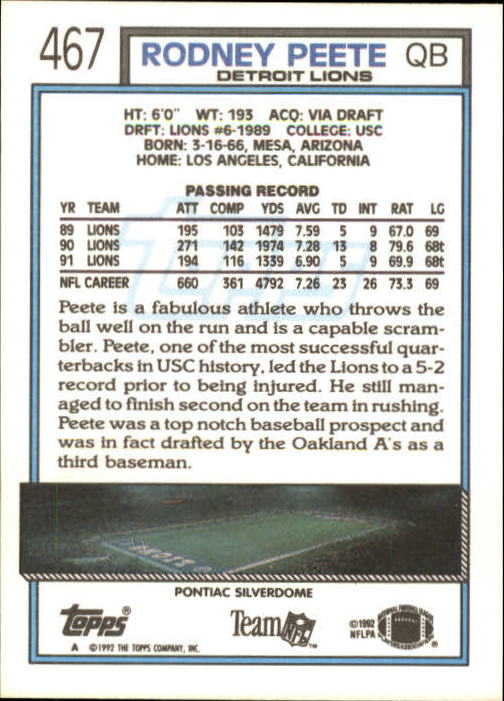 467 RODNEY PEETE QB
DETROIT LIONS
HT: 6'0" WT: 193 ACQ: VIA DRAFT
DRFT: LIONS #6-1989 COLLEGE: USC
BORN: 3-16-66, MESA, ARIZONA
HOME: LOS ANGELES, CALIFORNIA
PASSING RECORD
YR TEAM ATT COMP YDS AVG TD INT RAT LG
89 LIONS 195 103 1479 7.59 5 9 67.0 69
90 LIONS 271 142 1974 7.28 13 8 79.6 68t
91 LIONS 194 116 1339 6.90 5 9 69.9 68t
NFL CAREER 660 361 4792 7.26 23 26 73.3 69
Peete is a fabulous athlete who throws the
ball well on the run and is a capable scram-
bler. Peete, one of the most successful quar-
terbacks in USC history, led the Lions to a 5-2
record prior to being injured. He still man-
aged to finish second on the team in rushing.
Peete was a top notch baseball prospect and
was in fact drafted by the Oakland A's as a
third baseman.
PONTIAC SILVERDOME
Topps®
Team NFL™
©1992
NFLPA
NATIONAL FOOTBALL LEAGUE
PLAYERS ASSOCIATION
®
A ©1992 THE TOPPS COMPANY, INC.